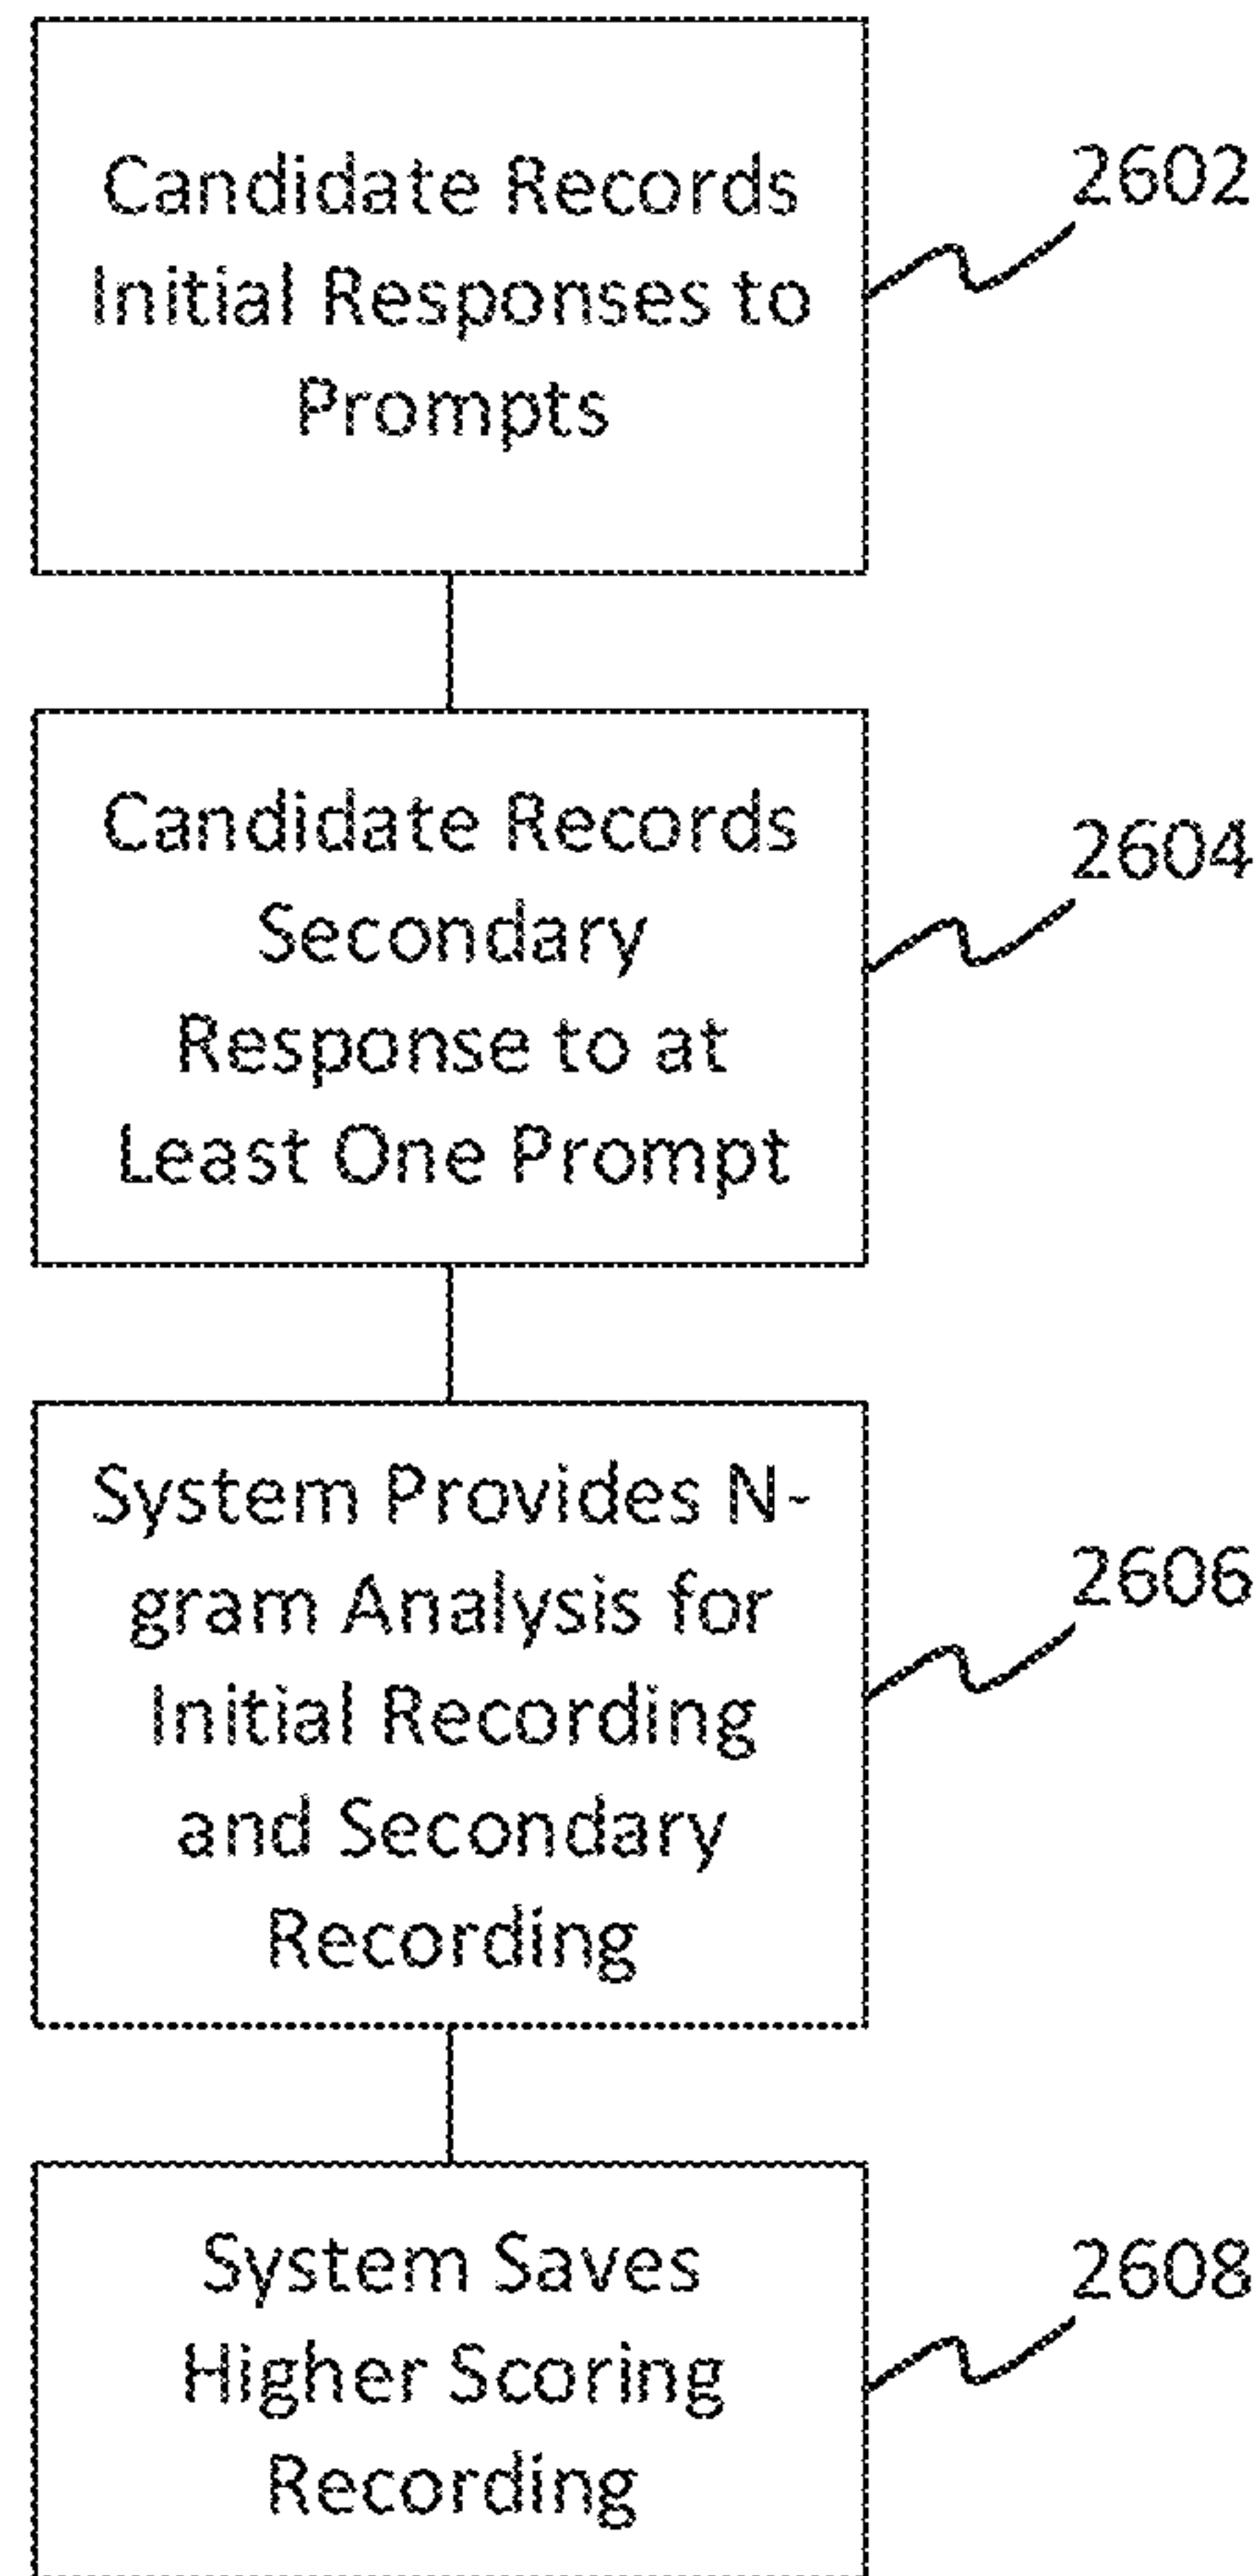 Candidate Records
Initial Responses to
Prompts
2602
Candidate Records
Secondary
Response to at
Least One Prompt
2604
System Provides N-
gram Analysis for
Initial Recording
and Secondary
Recording
2606
System Saves
Higher Scoring
Recording
2608